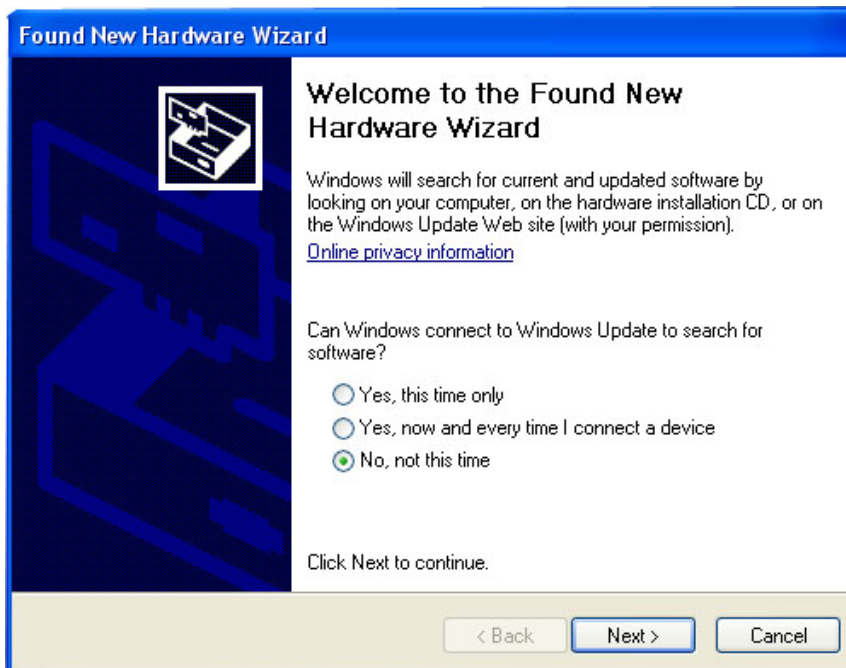 Found New Hardware Wizard
Welcome to the Found New
Hardware Wizard
Windows will search for current and updated software by
looking on your computer, on the hardware installation CD, or on
the Windows Update Web site (with your permission).
Online privacy information
Can Windows connect to Windows Update to search for
software?
Yes, this time only
Yes, now and every time I connect a device
No, not this time
Click Next to continue.
< Back Next > Cancel